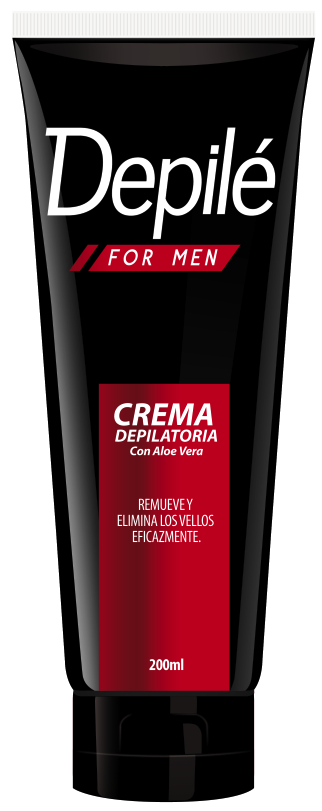 Depilé
FOR MEN
CREMA
DEPILATORIA
Con Aloe Vera
REMUEVE Y
ELIMINA LOS VELLOS
EFICAZMENTE.
200ml